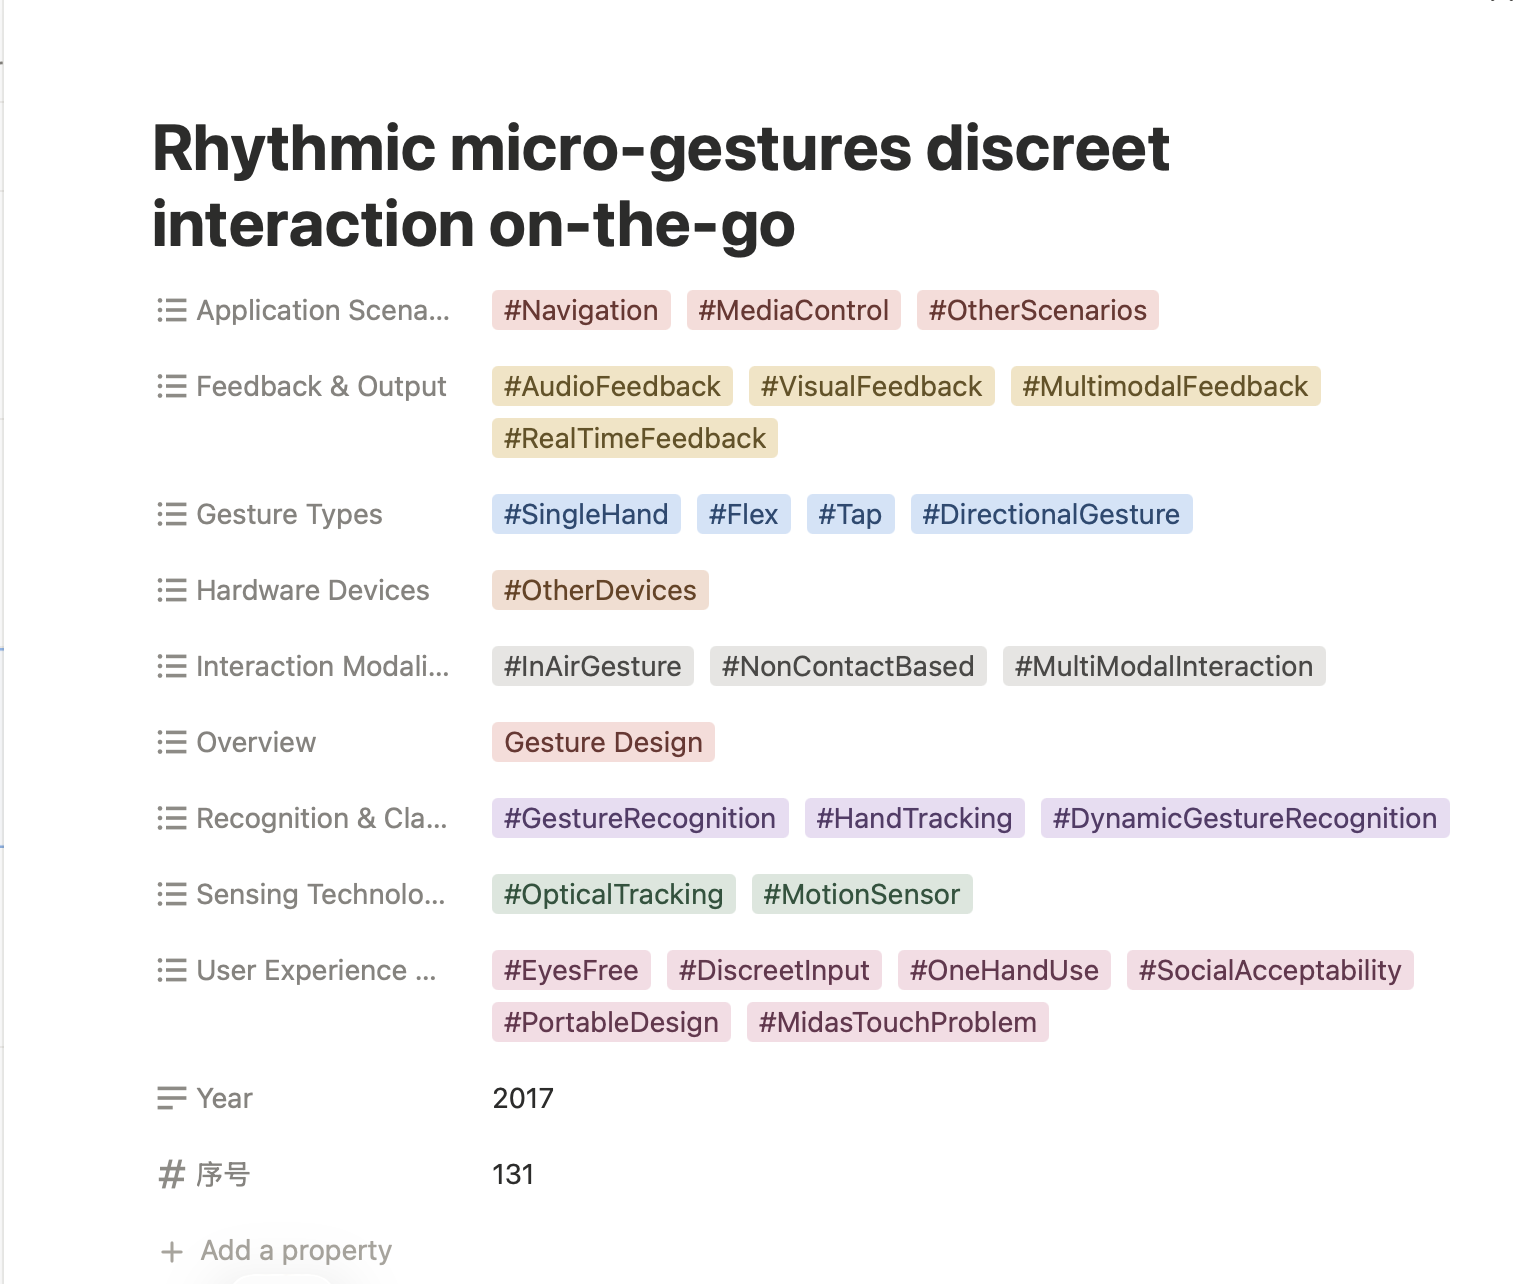 Rhythmic micro-gestures discreet
interaction on-the-go
Application Scena... #Navigation #MediaControl #OtherScenarios
Feedback & Output #AudioFeedback #VisualFeedback #MultimodalFeedback
#RealTimeFeedback
Gesture Types #SingleHand #Flex #Tap #DirectionalGesture
Hardware Devices #OtherDevices
Interaction Modali... #InAirGesture #NonContactBased #MultiModalInteraction
Overview Gesture Design
Recognition & Cla... #GestureRecognition #HandTracking #DynamicGestureRecognition
Sensing Technolo... #OpticalTracking #MotionSensor
User Experience ... #EyesFree #DiscreetInput #OneHandUse #SocialAcceptability
#PortableDesign #MidasTouchProblem
Year 2017
序号 131
+ Add a property